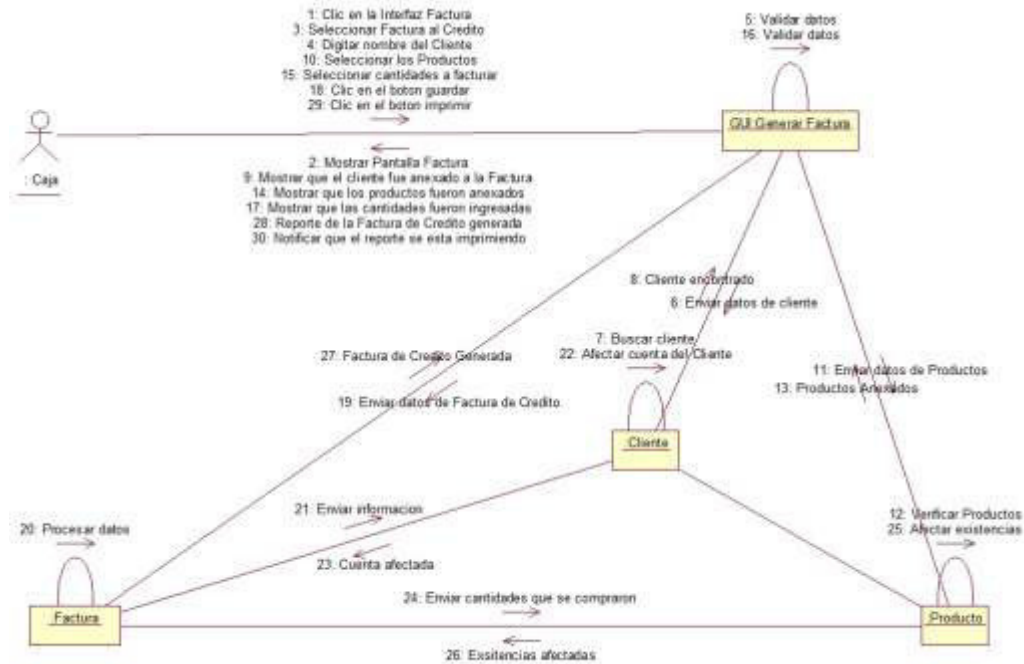 1: Clic en la Interfaz Factura
3: Seleccionar Factura al Credito
4: Digitar nombre del Cliente
10: Seleccionar los Productos
15: Seleccionar cantidades a facturar
18: Clic en el boton guardar
29: Clic en el boton imprimir
5: Validar datos
16: Validar datos
GUI:Generar Factura
: Caja
2: Mostrar Pantalla Factura
9: Mostrar que el cliente fue anexado a la Factura
14: Mostrar que los productos fueron anexados
17: Mostrar que las cantidades fueron ingresadas
28: Reporte de la Factura de Credito generada
30: Notificar que el reporte se esta imprimiendo
8: Cliente encontrado
6: Enviar datos de cliente
7: Buscar cliente
22: Afectar cuenta del Cliente
27: Factura de Credito Generada
11: Enviar datos de Productos
13: Productos Anexados
19: Enviar datos de Factura de Credito
Cliente
21: Enviar informacion
12: Verificar Productos
20: Procesar datos
25: Afectar existencias
23: Cuenta afectada
24: Enviar cantidades que se compraron
Factura
Producto
26: Exsitencias afectadas